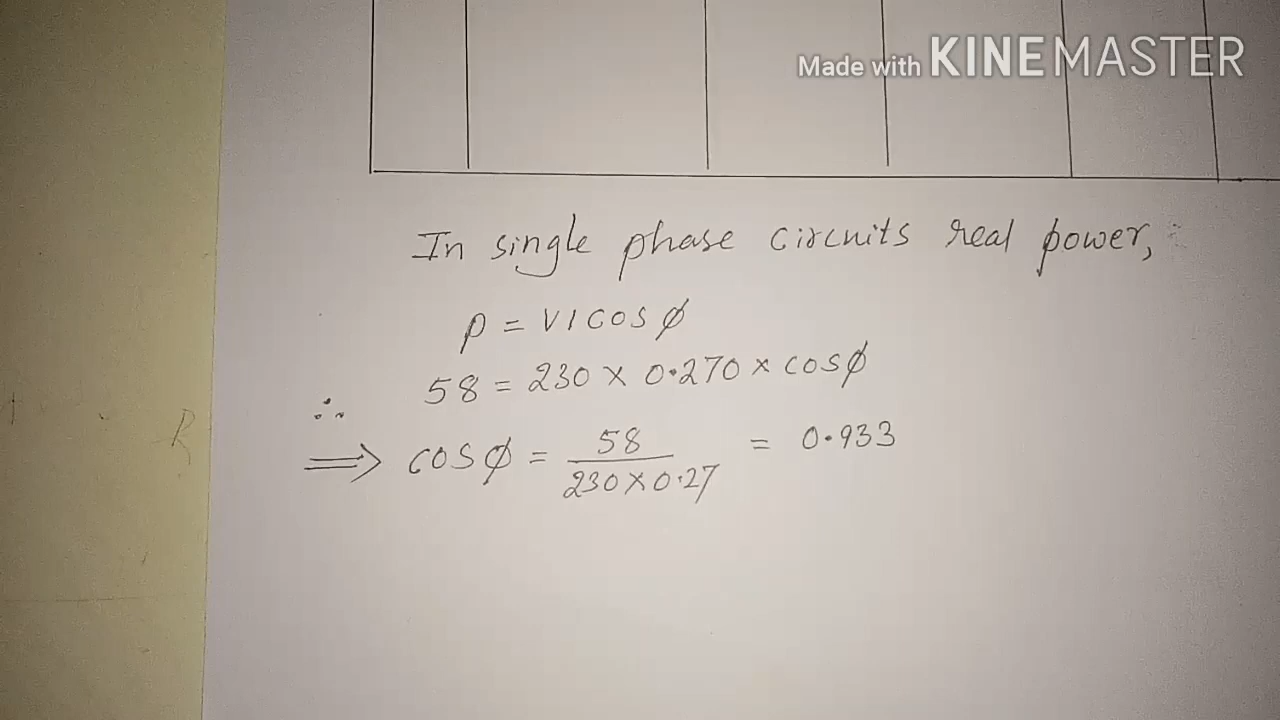 Made with KINEMASTER
In single phase circuits real power,
P = VI cos φ
58 = 230 × 0.270 × cos φ
∴
⟹ cos φ = 58 / 230 × 0.27 = 0.933
R